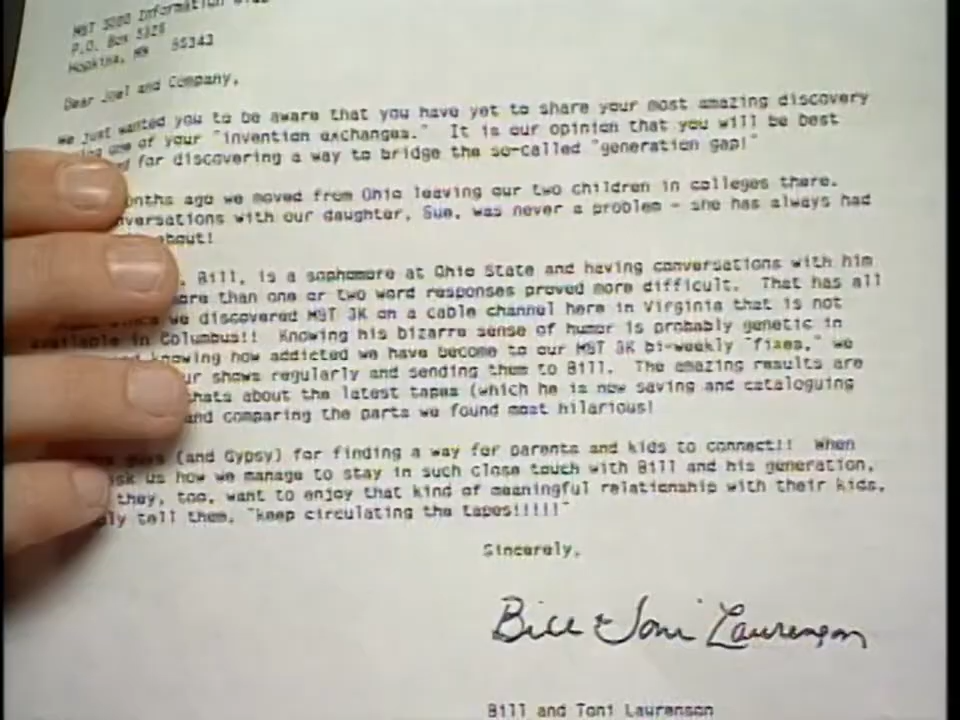 MST 3000 Information
P.O. Box 5325
Hopkins, MN 55343
Dear Joel and Company,
We just wanted you to be aware that you have yet to share your most amazing discovery
one of your "invention exchanges." It is our opinion that you will be best
for discovering a way to bridge the so-called "generation gap!"
months ago we moved from Ohio leaving our two children in colleges there.
conversations with our daughter, Sue, was never a problem - she has always had
about!
, Bill, is a sophomore at Ohio State and having conversations with him
more than one or two word responses proved more difficult. That has all
since we discovered MST 3K on a cable channel here in Virginia that is not
available in Columbus!! Knowing his bizarre sense of humor is probably genetic in
knowing how addicted we have become to our MST 3K bi-weekly "fixes," we
our shows regularly and sending them to Bill. The amazing results are
chats about the latest tapes (which he is now saving and cataloguing
and comparing the parts we found most hilarious!
guys (and Gypsy) for finding a way for parents and kids to connect!! When
ask us how we manage to stay in such close touch with Bill and his generation,
they, too, want to enjoy that kind of meaningful relationship with their kids,
tell them, "keep circulating the tapes!!!!!"
Sincerely,
Bill & Toni Laurenson
Bill and Toni Laurenson